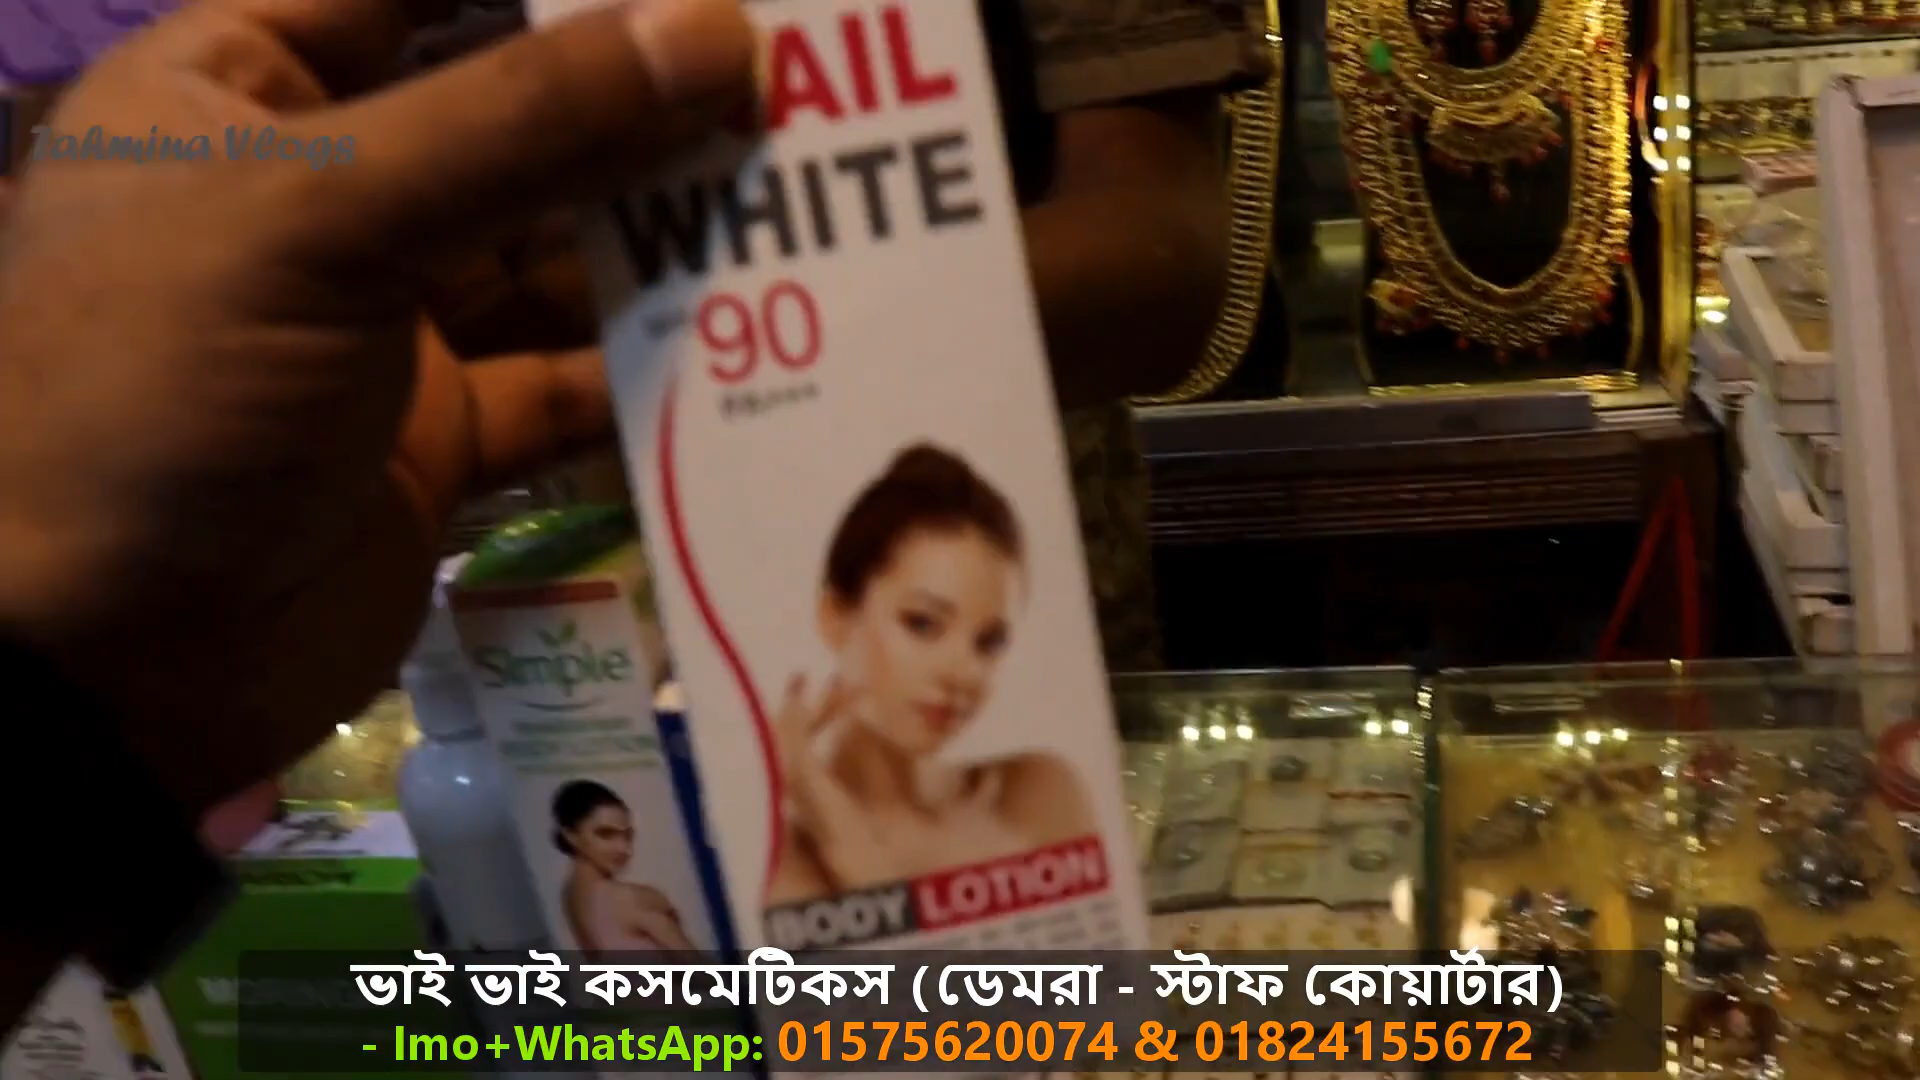 Tahmina Vlogs
AIL
WHITE
90
Simple
BODY LOTION
ভাই ভাই কসমেটিকস (ডেমরা - স্টাফ কোয়ার্টার)
- Imo+WhatsApp: 01575620074 & 01824155672